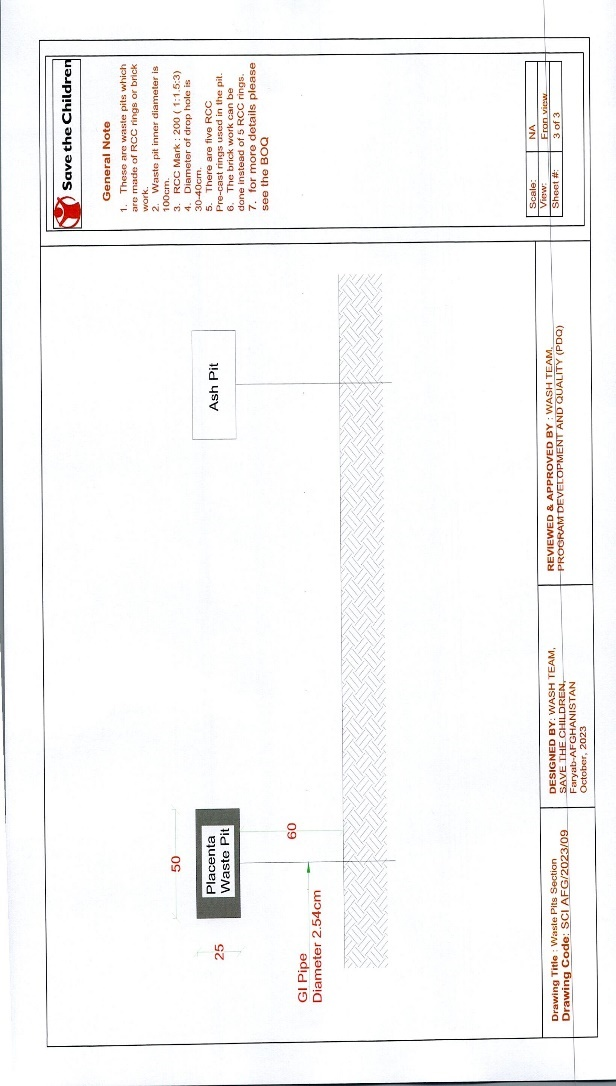 Save the Children
General Note
1. These are waste pits which
are made of RCC rings or brick
work.
2. Waste pit inner diameter is
100cm.
3. RCC Mark : 200 ( 1:1.5:3)
4. Diameter of drop hole is
30-40cm.
5. There are five RCC
Pre-cast rings used in the pit.
6. The brick work can be
done instead of 5 RCC rings.
7. for more details please
see the BOQ
Scale: NA
View: Fron view
Sheet #: 3 of 3
50
25
Placenta
Waste Pit
60
GI Pipe
Diameter 2.54cm
Ash Pit
Drawing Title : Waste Pits Section
Drawing Code: SCI AFG/2023/09
DESIGNED BY: WASH TEAM,
SAVE THE CHILDREN,
Faryab-AFGHANISTAN
October, 2023
REVIEWED & APPROVED BY : WASH TEAM,
PROGRAM DEVELOPMENT AND QUALITY (PDQ)